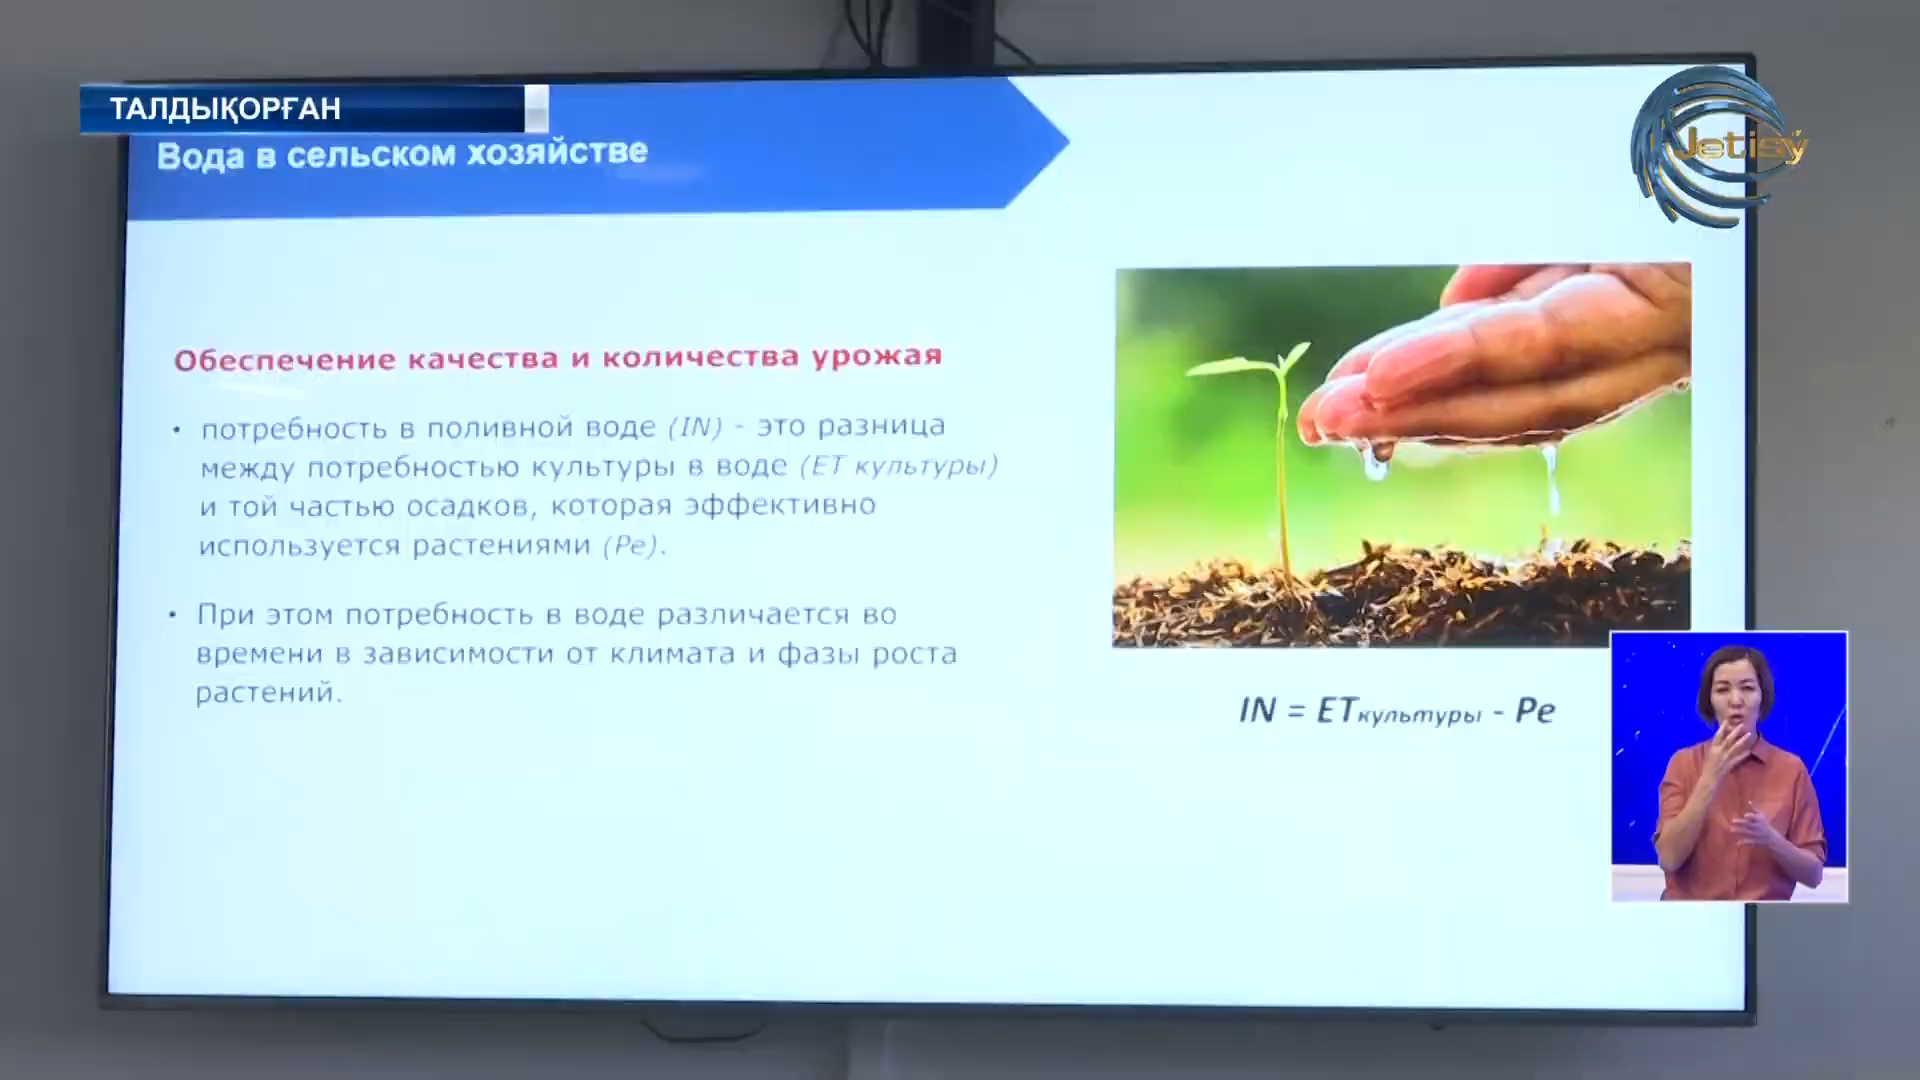 ТАЛДЫҚОРҒАН
Jetisý
Вода в сельском хозяйстве
Обеспечение качества и количества урожая
• потребность в поливной воде (IN) - это разница
между потребностью культуры в воде (ET культуры)
и той частью осадков, которая эффективно
используется растениями (Pe).
• При этом потребность в воде различается во
времени в зависимости от климата и фазы роста
растений.
IN = ETкультуры - Pe